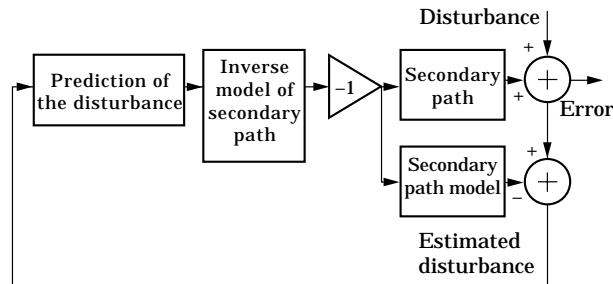 Disturbance
+
Prediction of
the disturbance
Inverse
model of
secondary
path
−1
Secondary
path
+
+
Error
Secondary
path model
+
−
+
Estimated
disturbance